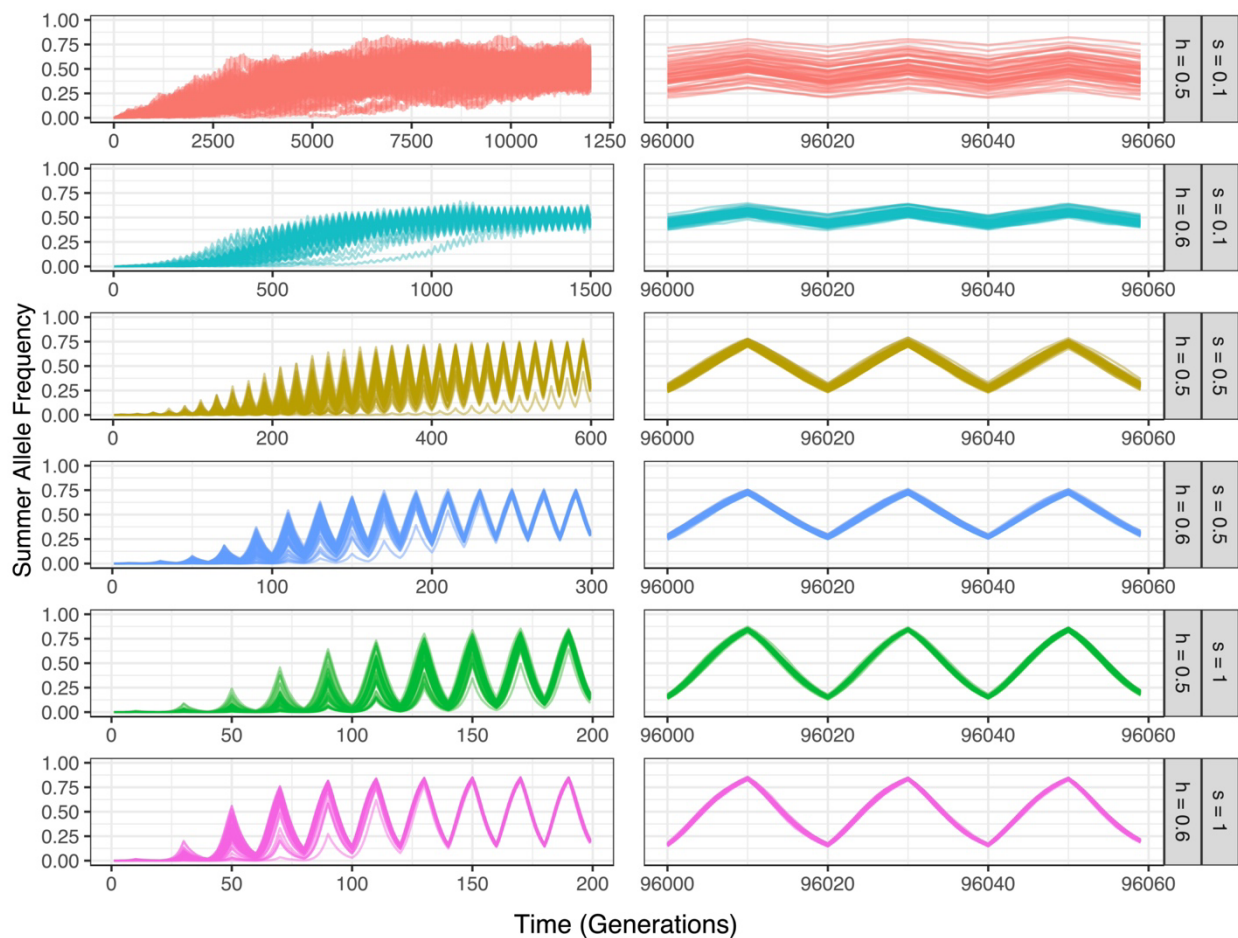 1.00
0.75
0.50
0.25
0.00
0 2500 5000 7500 10000 1250
96000 96020 96040 96060
h = 0.5
s = 0.1
1.00
0.75
0.50
0.25
0.00
0 500 1000 1500
96000 96020 96040 96060
h = 0.6
s = 0.1
1.00
0.75
0.50
0.25
0.00
0 200 400 600
96000 96020 96040 96060
h = 0.5
s = 0.5
Summer Allele Frequency
1.00
0.75
0.50
0.25
0.00
0 100 200 300
96000 96020 96040 96060
h = 0.6
s = 0.5
1.00
0.75
0.50
0.25
0.00
0 50 100 150 200
96000 96020 96040 96060
h = 0.5
s = 1
1.00
0.75
0.50
0.25
0.00
0 50 100 150 200
96000 96020 96040 96060
h = 0.6
s = 1
Time (Generations)